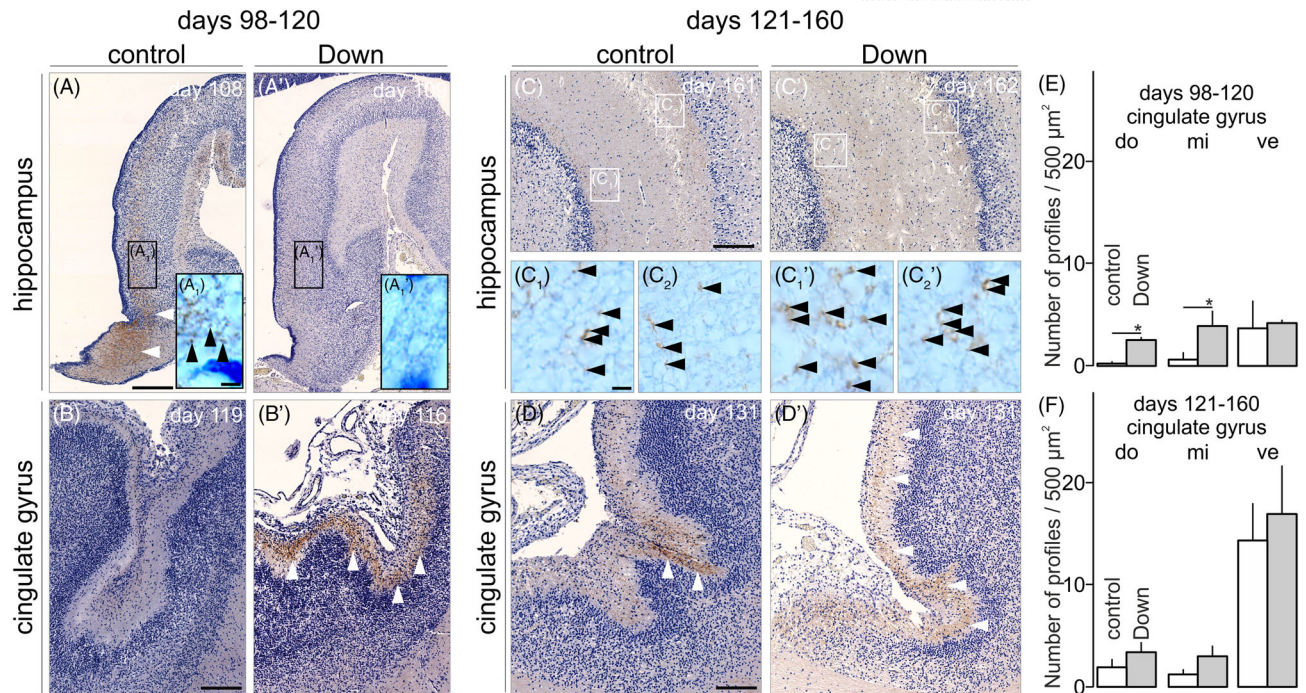 days 98-120
days 121-160
control
Down
control
Down
hippocampus
(A)
day 108
(A')
day 109
(A₁)
(A₁')
(A₁)
(A₁')
hippocampus
(C)
day 161
(C₂)
(C₁)
(C')
day 162
(C₁)
(C₂)
(C₁')
(C₂')
cingulate gyrus
(B)
day 119
(B')
day 116
cingulate gyrus
(D)
day 131
(D')
day 131
(E)
days 98-120
cingulate gyrus
do mi ve
Number of profiles / 500 µm²
20
10
0
control
Down
*
*
(F)
days 121-160
cingulate gyrus
do mi ve
Number of profiles / 500 µm²
20
10
0
control
Down